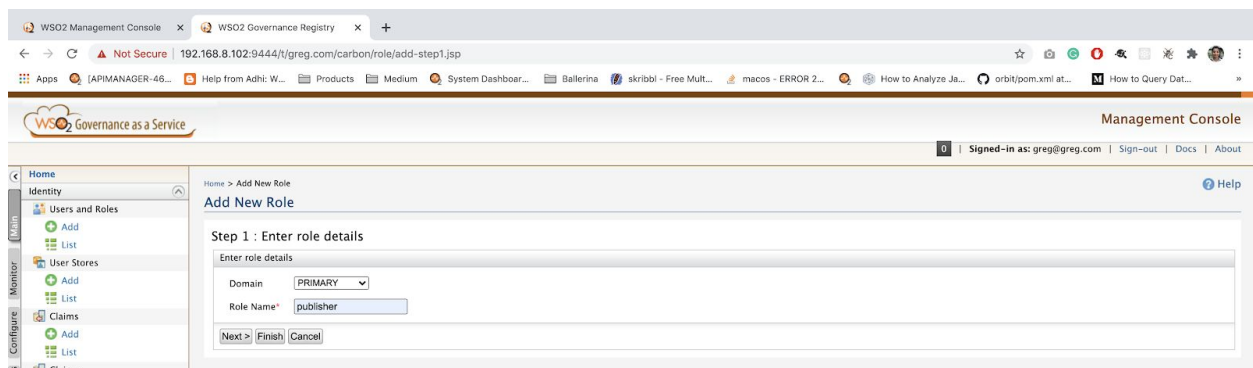 WSO2 Management Console × WSO2 Governance Registry × +
Not Secure | 192.168.8.102:9444/t/greg.com/carbon/role/add-step1.jsp
Apps [APIMANAGER-46... Help from Adhi: W... Products Medium System Dashboar... Ballerina skribbl - Free Mult... macos - ERROR 2... How to Analyze Ja... orbit/pom.xml at... M How to Query Dat... »
WSO2 Governance as a Service
Management Console
0 | Signed-in as: greg@greg.com | Sign-out | Docs | About
Main
Monitor
Configure
Home
Identity
Users and Roles
Add
List
User Stores
Add
List
Claims
Add
List
Home > Add New Role
Help
Add New Role
Step 1 : Enter role details
Enter role details
Domain PRIMARY
Role Name* publisher
Next > Finish Cancel